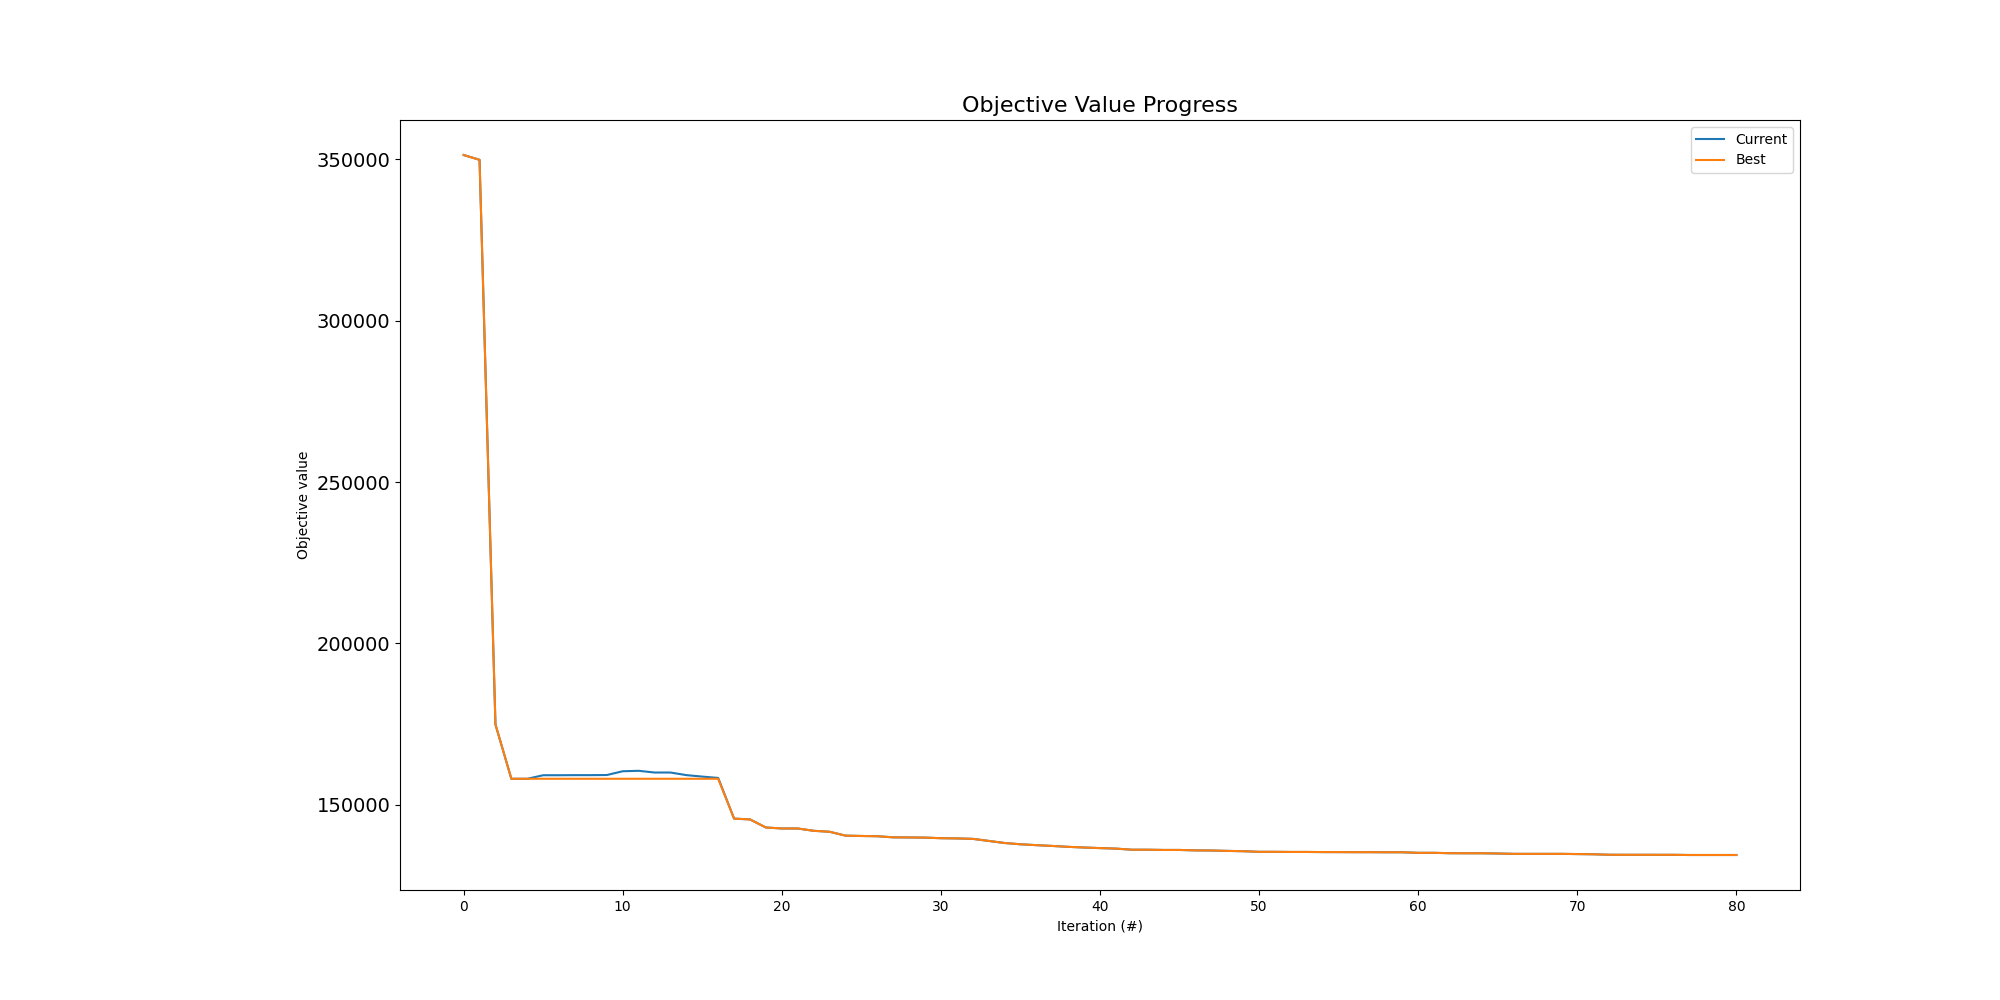 Objective Value Progress
Current
Best
350000
300000
250000
200000
150000
Objective value
0 10 20 30 40 50 60 70 80
Iteration (#)